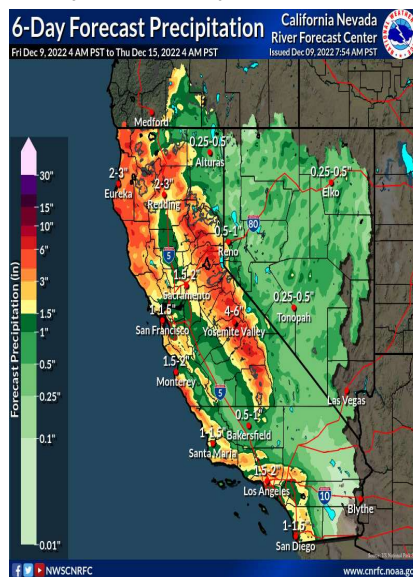 6-Day Forecast Precipitation
California Nevada
River Forecast Center
Fri Dec 9, 2022 4 AM PST to Thu Dec 15, 2022 4 AM PST
Issued Dec 09, 2022 7:54 AM PST
Medford
0.25-0.5"
Alturas
0.25-0.5"
Elko
2-3"
Eureka
2-3"
Redding
0.5-1"
Reno
80
5
1.5-2"
Sacramento
1-1.5"
San Francisco
4-6"
Yosemite Valley
0.25-0.5"
Tonopah
1.5-2"
Monterey
5
Las Vegas
0.5-1"
Bakersfield
1-1.5"
Santa Maria
1.5-2"
Los Angeles
10
Blythe
1-1.5"
San Diego
Forecast Precipitation (in)
30"
15"
10"
6"
3"
1.5"
1"
0.5"
0.25"
0.1"
0.01"
NWSCNRFC
www.cnrfc.noaa.go